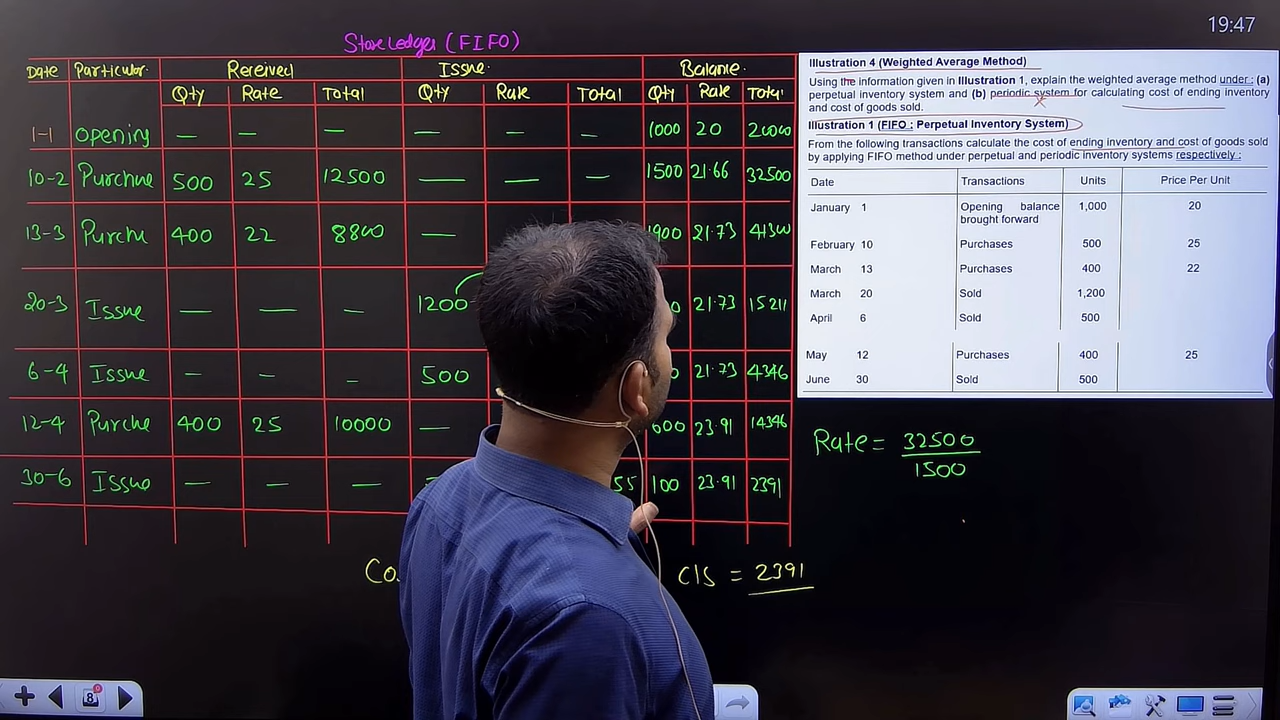 19:47
Store Ledger (FIFO)
Date Particular Received Issue Balance
Qty Rate Total Qty Rate Total Qty Rate Total
1-1 opening — — — — — — 1000 20 20000
10-2 Purchase 500 25 12500 — — — 1500 21.66 32500
13-3 Purche 400 22 8800 — 1900 21.73 41300
20-3 Issue — — — 1200 21.73 15211
6-4 Issue — — — 500 21.73 4346
12-4 Purche 400 25 10000 — 23.91 14346
30-6 Issue — — — 100 23.91 2391
C/S = 2391
Illustration 4 (Weighted Average Method)
Using the information given in Illustration 1, explain the weighted average method under : (a)
perpetual inventory system and (b) periodic system for calculating cost of ending inventory
and cost of goods sold.
Illustration 1 (FIFO : Perpetual Inventory System)
From the following transactions calculate the cost of ending inventory and cost of goods sold
by applying FIFO method under perpetual and periodic inventory systems respectively :
Date Transactions Units Price Per Unit
January 1 Opening balance 1,000 20
brought forward
February 10 Purchases 500 25
March 13 Purchases 400 22
March 20 Sold 1,200
April 6 Sold 500
May 12 Purchases 400 25
June 30 Sold 500
Rate = 32500
1500
8